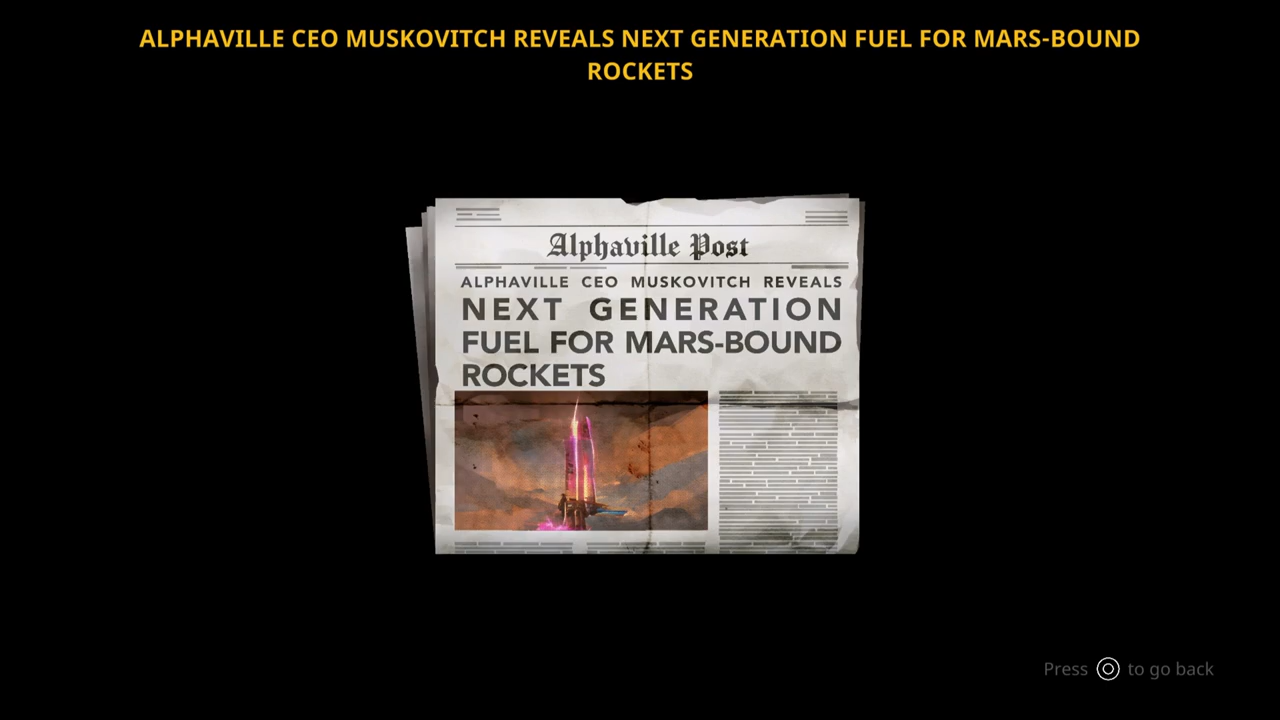 ALPHAVILLE CEO MUSKOVITCH REVEALS NEXT GENERATION FUEL FOR MARS-BOUND
ROCKETS
Alphaville Post
ALPHAVILLE CEO MUSKOVITCH REVEALS
NEXT GENERATION
FUEL FOR MARS-BOUND
ROCKETS
Press to go back